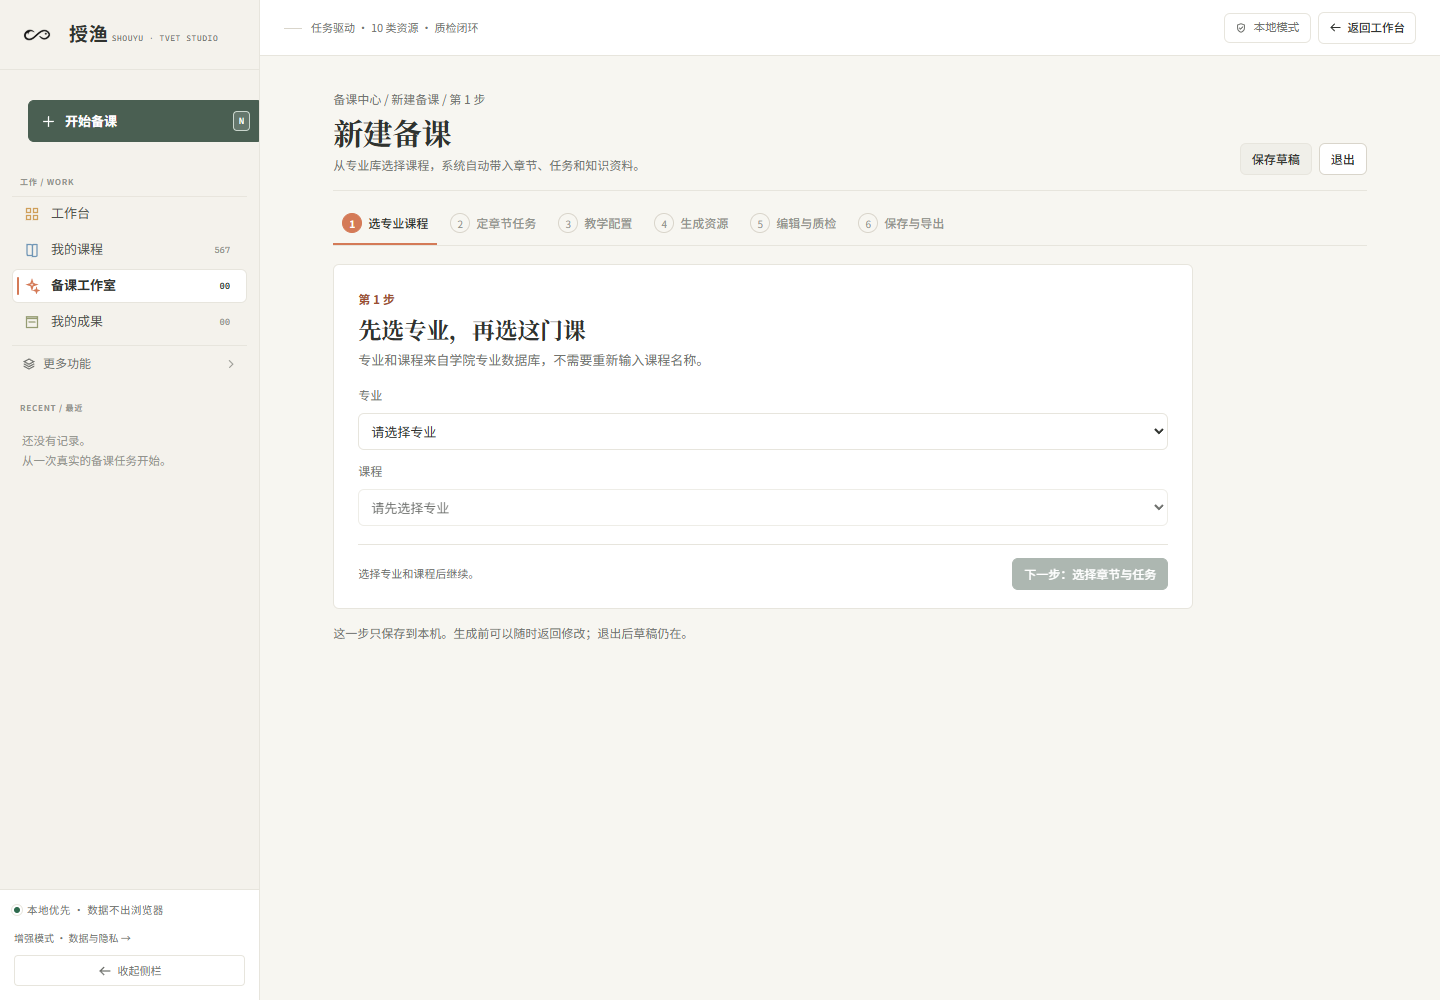 授渔 SHOUYU · TVET STUDIO
开始备课 N
工作 / WORK
工作台
我的课程 567
备课工作室 00
我的成果 00
更多功能
RECENT / 最近
还没有记录。
从一次真实的备课任务开始。
本地优先 · 数据不出浏览器
增强模式 · 数据与隐私 →
收起侧栏
任务驱动 · 10 类资源 · 质检闭环
本地模式
返回工作台
备课中心 / 新建备课 / 第 1 步
新建备课
从专业库选择课程，系统自动带入章节、任务和知识资料。
保存草稿
退出
1 选专业课程
2 定章节任务
3 教学配置
4 生成资源
5 编辑与质检
6 保存与导出
第 1 步
先选专业，再选这门课
专业和课程来自学院专业数据库，不需要重新输入课程名称。
专业
请选择专业
课程
请先选择专业
选择专业和课程后继续。
下一步：选择章节与任务
这一步只保存到本机。生成前可以随时返回修改；退出后草稿仍在。